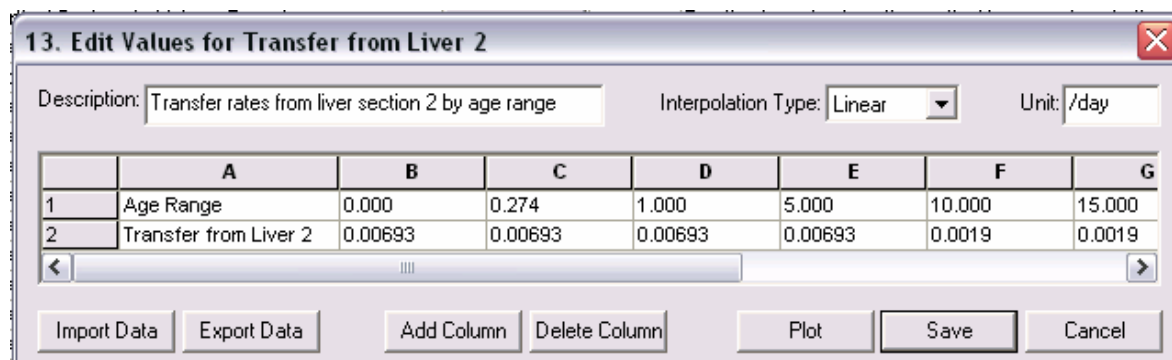 13. Edit Values for Transfer from Liver 2
Description: Transfer rates from liver section 2 by age range Interpolation Type: Linear Unit: /day
A B C D E F G
1 Age Range 0.000 0.274 1.000 5.000 10.000 15.000
2 Transfer from Liver 2 0.00693 0.00693 0.00693 0.00693 0.0019 0.0019
Import Data Export Data Add Column Delete Column Plot Save Cancel